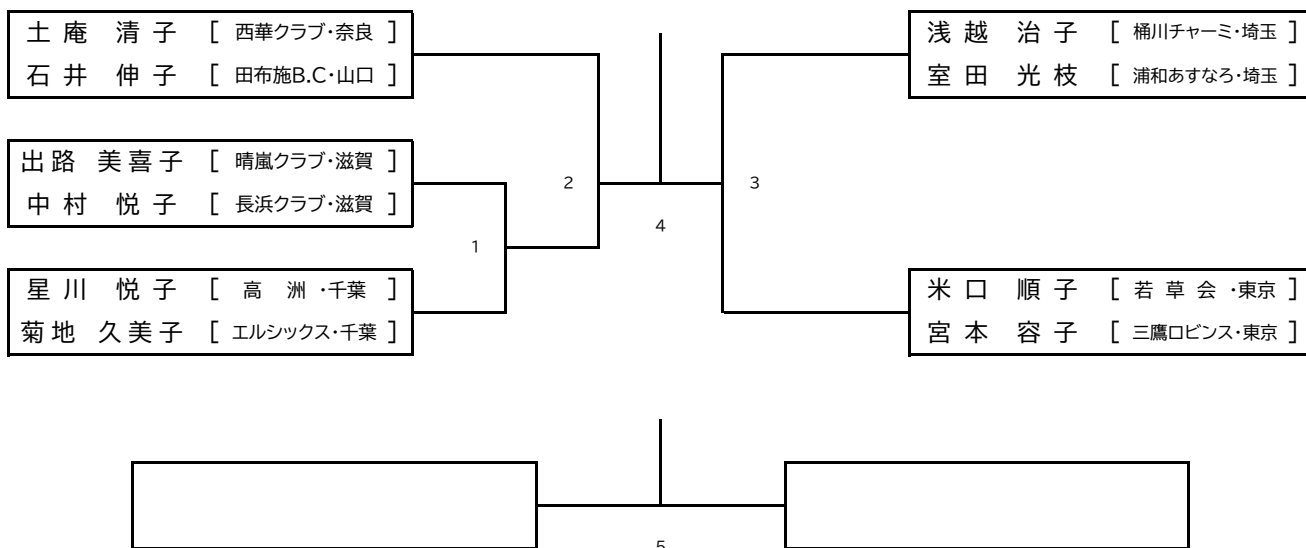 土庵 清子 [ 西華クラブ・奈良 ]
石井 伸子 [ 田布施B.C・山口 ]
出路 美喜子 [ 晴嵐クラブ・滋賀 ]
中村 悦子 [ 長浜クラブ・滋賀 ]
星川 悦子 [ 高洲・千葉 ]
菊地 久美子 [ エルシックス・千葉 ]
1
2
4
3
浅越 治子 [ 桶川チャーミ・埼玉 ]
室田 光枝 [ 浦和あすなろ・埼玉 ]
米口 順子 [ 若草会・東京 ]
宮本 容子 [ 三鷹ロビンス・東京 ]
5